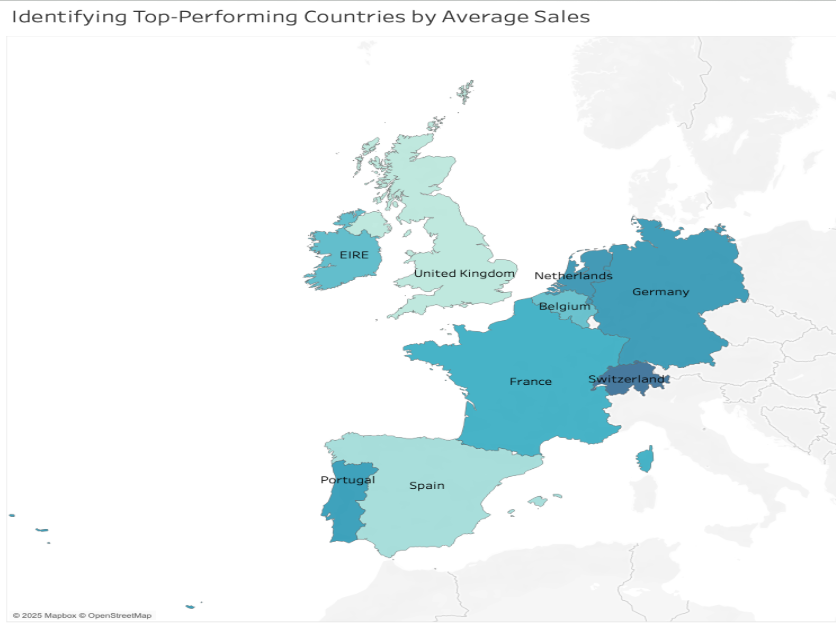 Identifying Top-Performing Countries by Average Sales
EIRE
United Kingdom
Netherlands
Germany
Belgium
France
Switzerland
Portugal
Spain
© 2025 Mapbox © OpenStreetMap